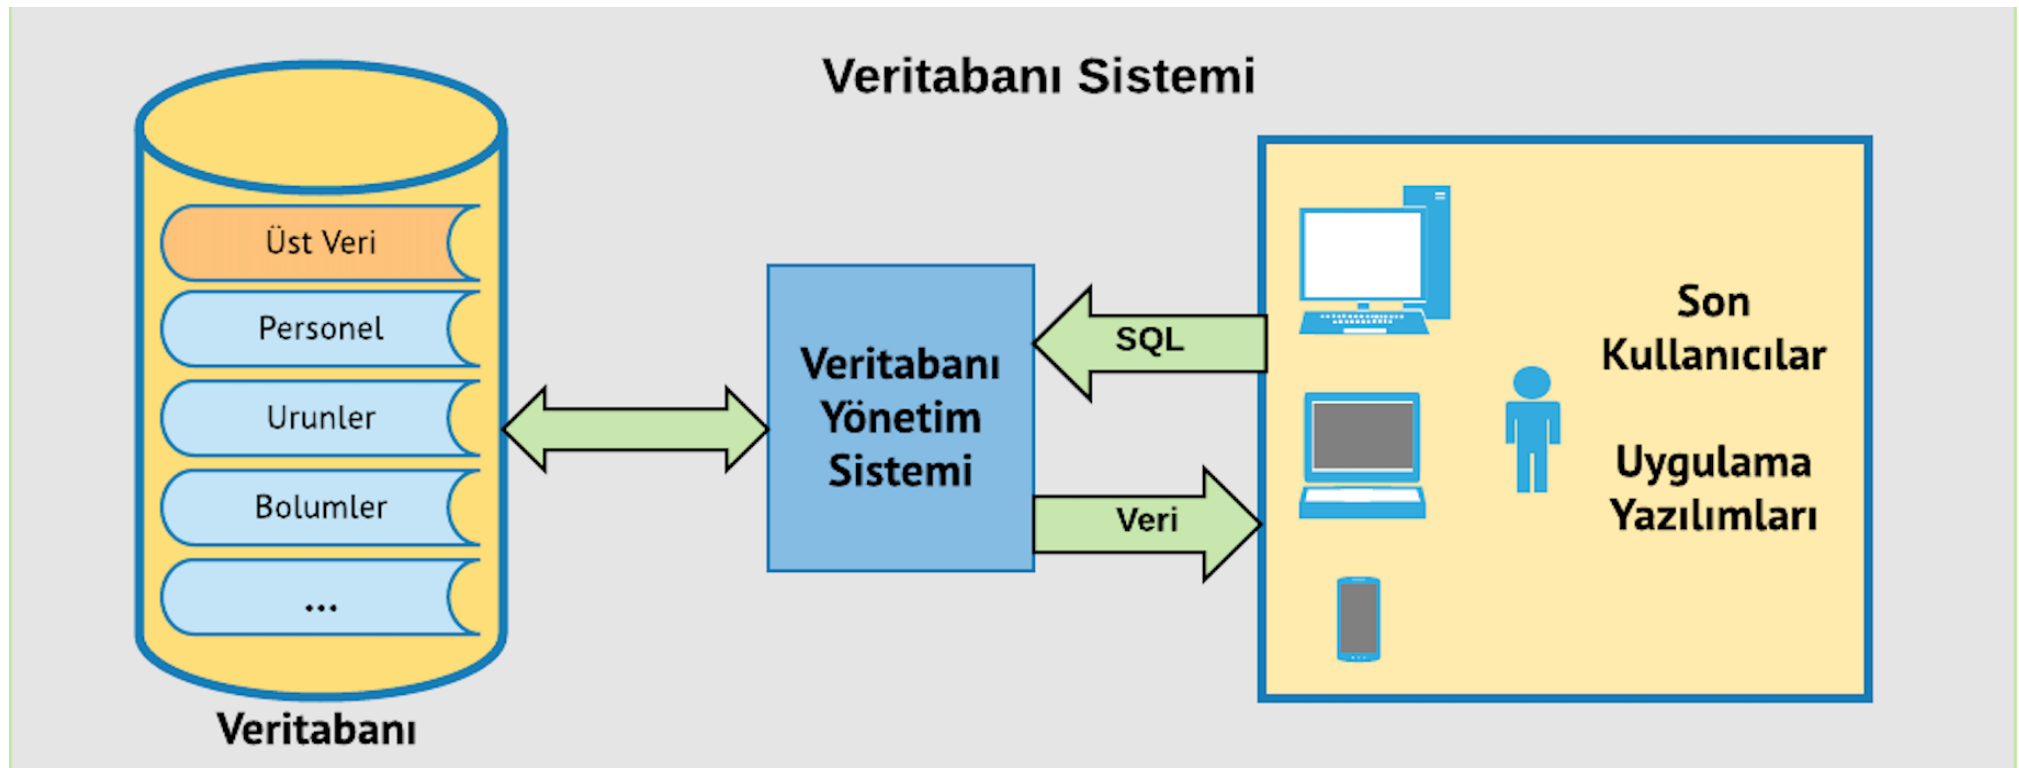 Veritabanı Sistemi
Üst Veri
Personel
Urunler
Bolumler
...
Veritabanı
Veritabanı
Yönetim
Sistemi
SQL
Veri
Son
Kullanıcılar
Uygulama
Yazılımları